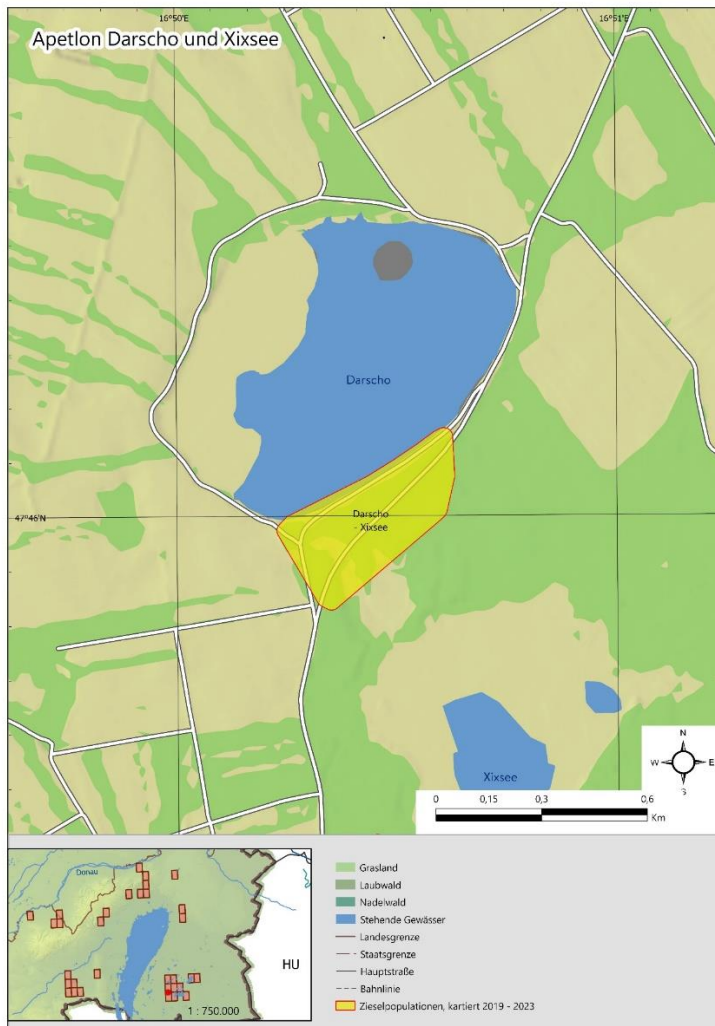 16°50'E
16°51'E
Apetlon Darscho und Xixsee
Darscho
47°46'N
Darscho
- Xixsee
Xixsee
N
W
E
S
0
0,15
0,3
0,6
Km
Donau
HU
1 : 750.000
Grasland
Laubwald
Nadelwald
Stehende Gewässer
Landesgrenze
Staatsgrenze
Hauptstraße
Bahnlinie
Zieselpopulationen, kartiert 2019 - 2023